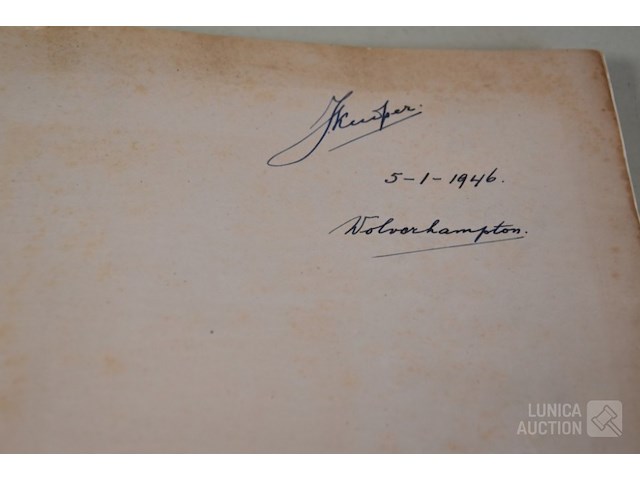 JKuiper.
5-1-1946.
Wolverhampton.
LUNICA
AUCTION